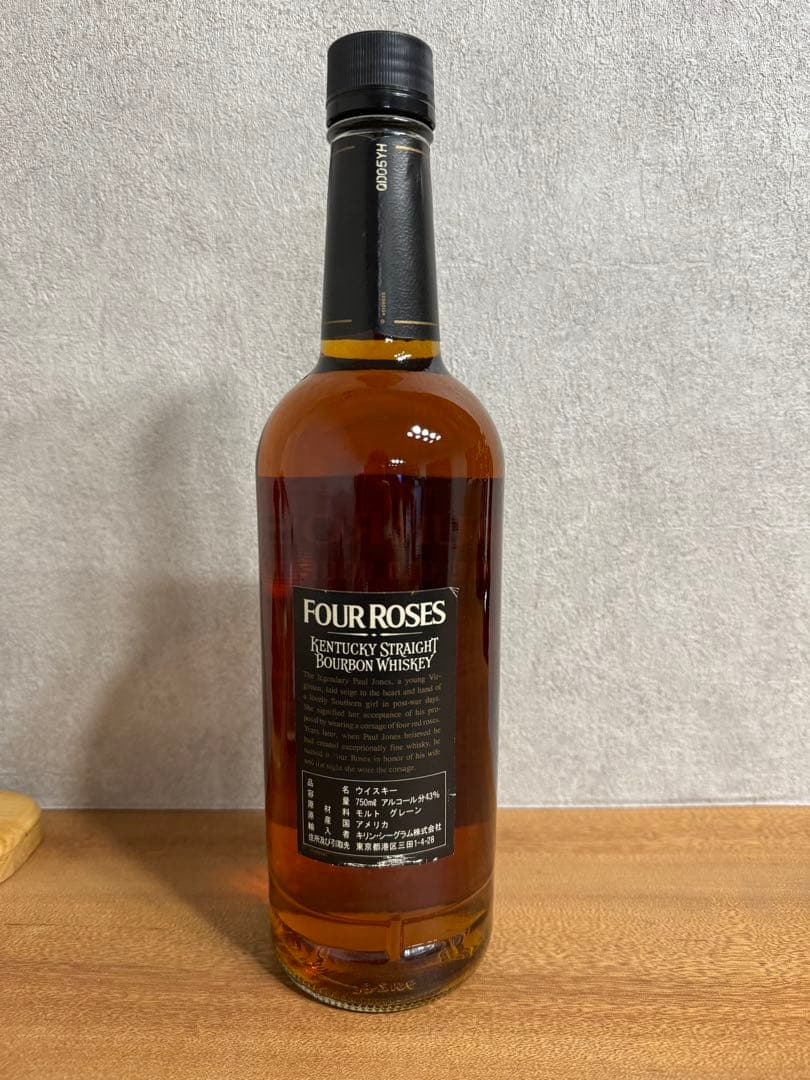 QD05YH
FOUR ROSES
KENTUCKY STRAIGHT
BOURBON WHISKEY
The legendary Paul Jones, a young Vir-
ginian, laid seige to the heart and hand of
a lovely Southern girl in post-war days.
She signified her acceptance of his pro-
posal by wearing a corsage of four red roses.
Years later, when Paul Jones believed he
had created exceptionally fine whisky, he
named it Four Roses in honor of his wife
and the night she wore the corsage.
品名 ウイスキー
容量 750mℓ アルコール分43%
原材料 モルト グレーン
原産国 アメリカ
輸入者 キリン・シーグラム株式会社
住所及び引取先 東京都港区三田1-4-28